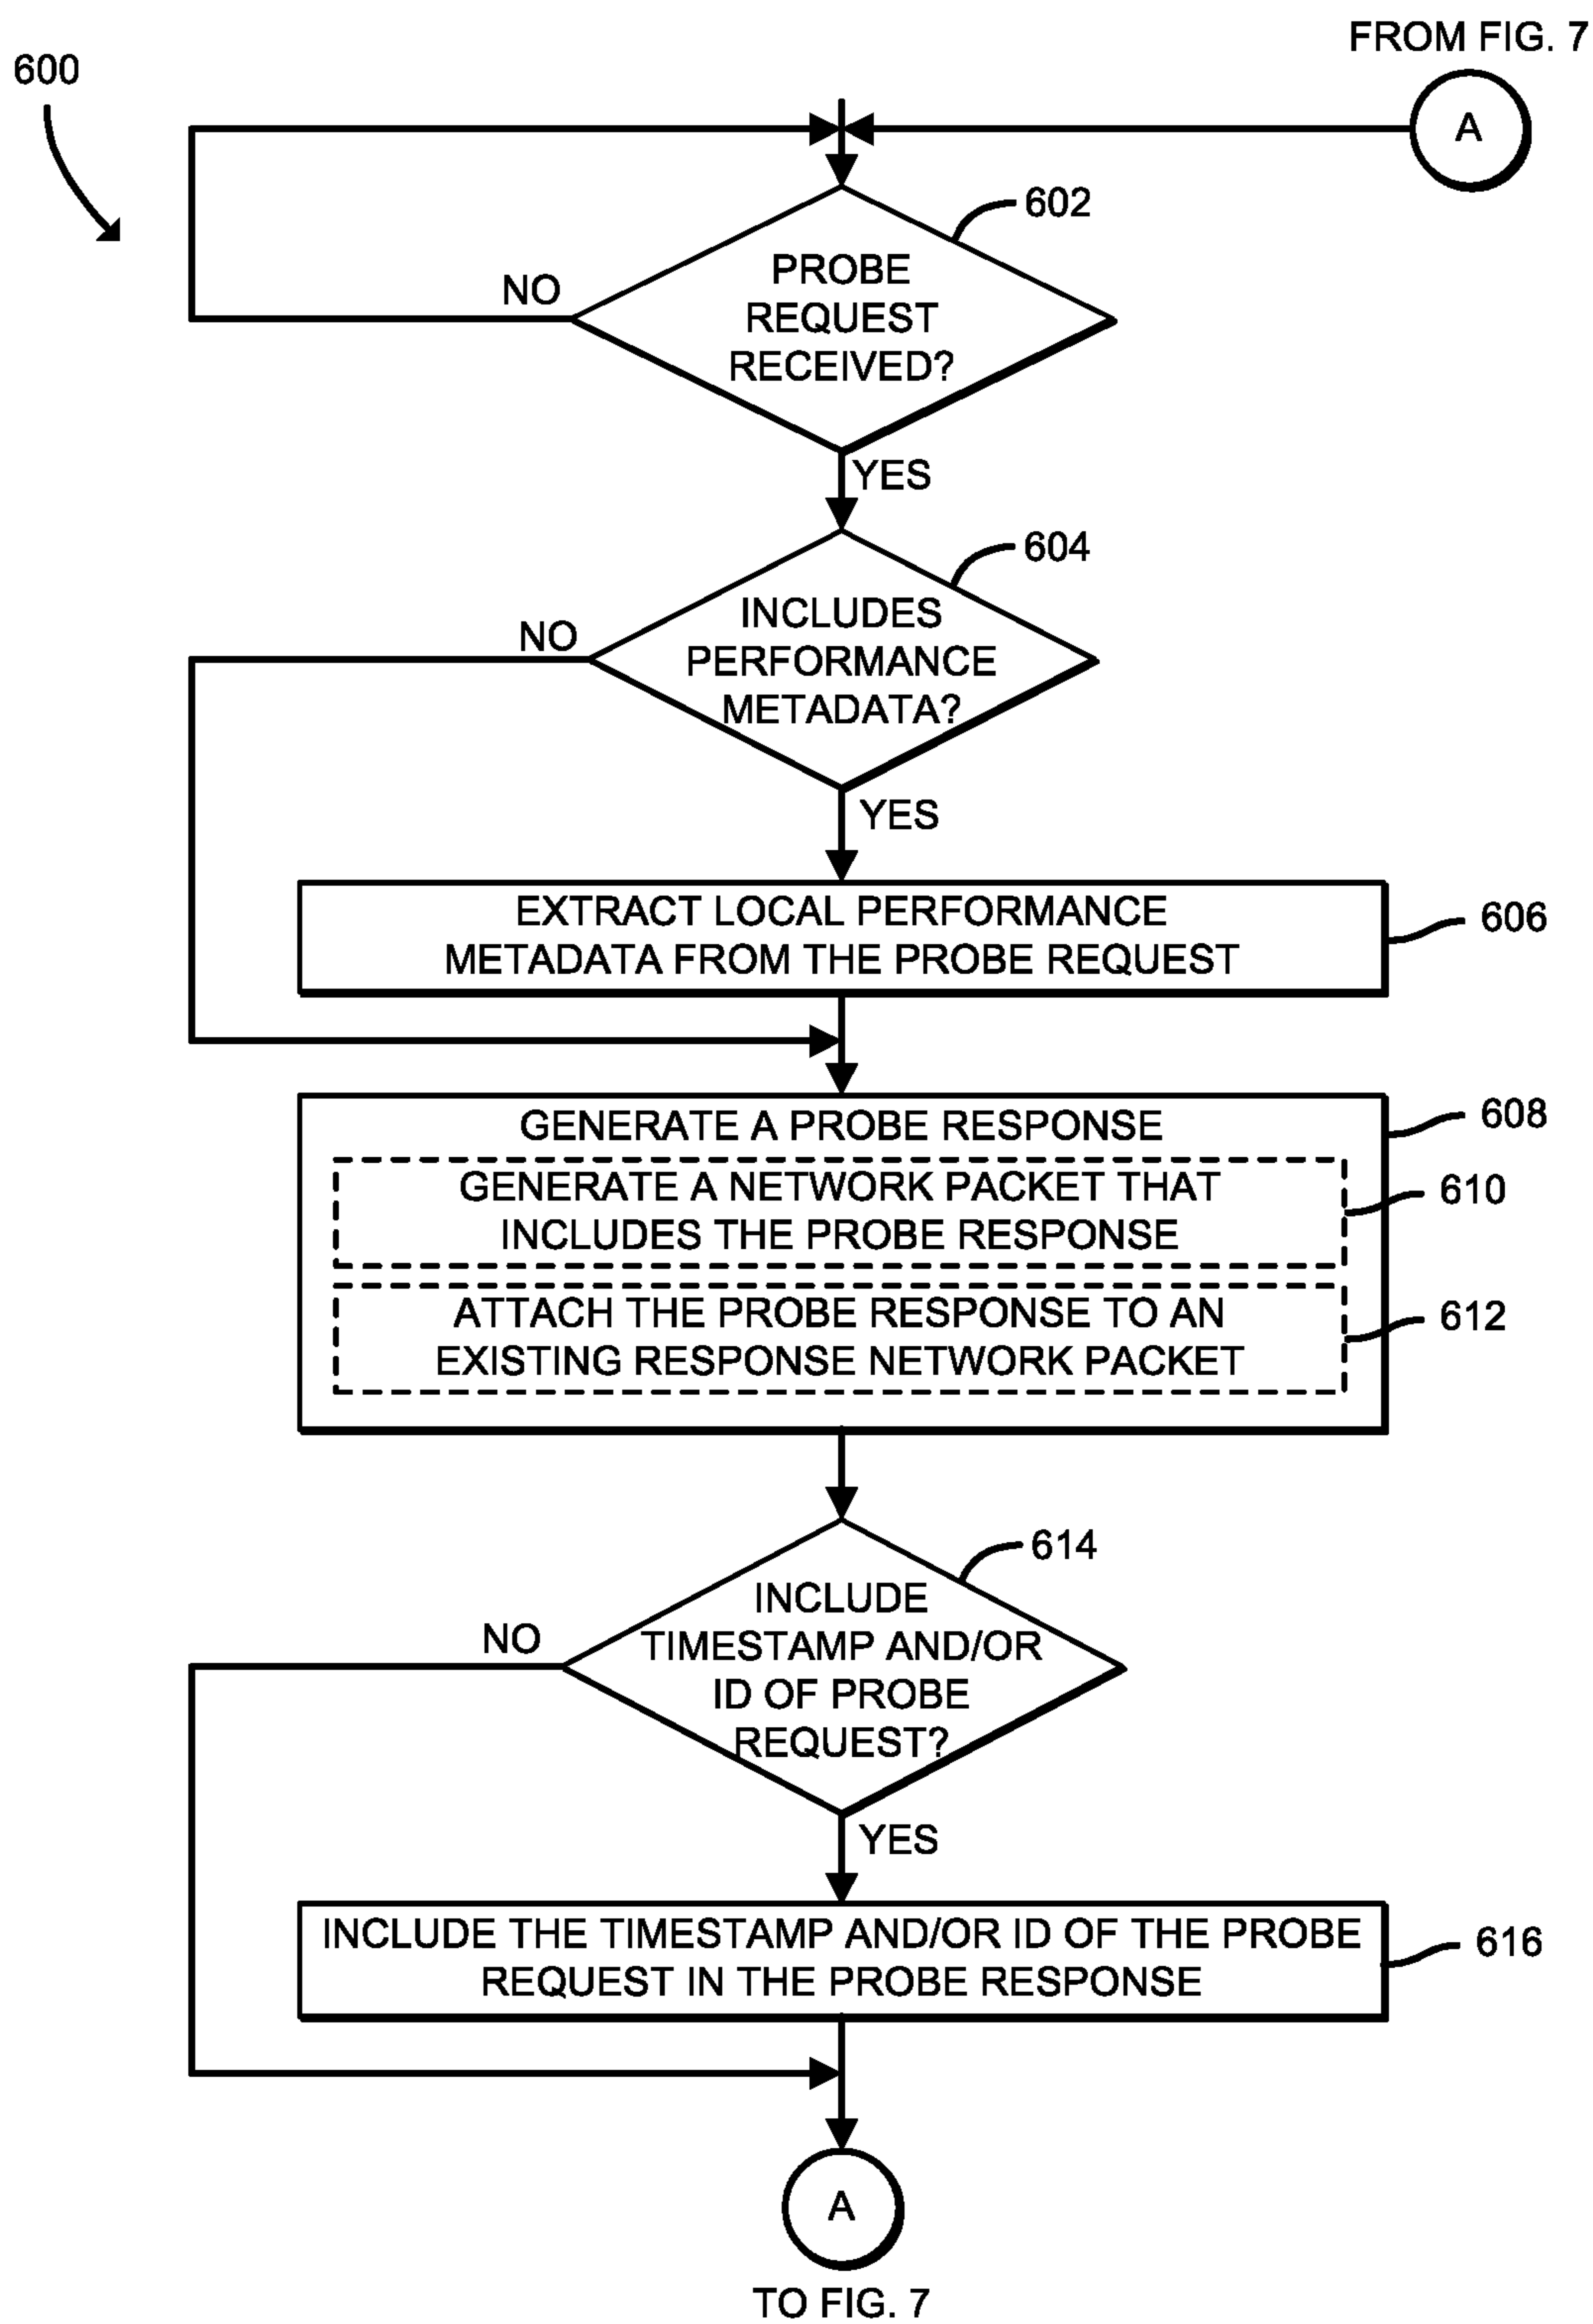 FROM FIG. 7
600
A
602
PROBE
REQUEST
RECEIVED?
NO
YES
604
INCLUDES
PERFORMANCE
METADATA?
NO
YES
EXTRACT LOCAL PERFORMANCE
METADATA FROM THE PROBE REQUEST
606
GENERATE A PROBE RESPONSE
608
GENERATE A NETWORK PACKET THAT
INCLUDES THE PROBE RESPONSE
610
ATTACH THE PROBE RESPONSE TO AN
EXISTING RESPONSE NETWORK PACKET
612
614
INCLUDE
TIMESTAMP AND/OR
ID OF PROBE
REQUEST?
NO
YES
INCLUDE THE TIMESTAMP AND/OR ID OF THE PROBE
REQUEST IN THE PROBE RESPONSE
616
A
TO FIG. 7